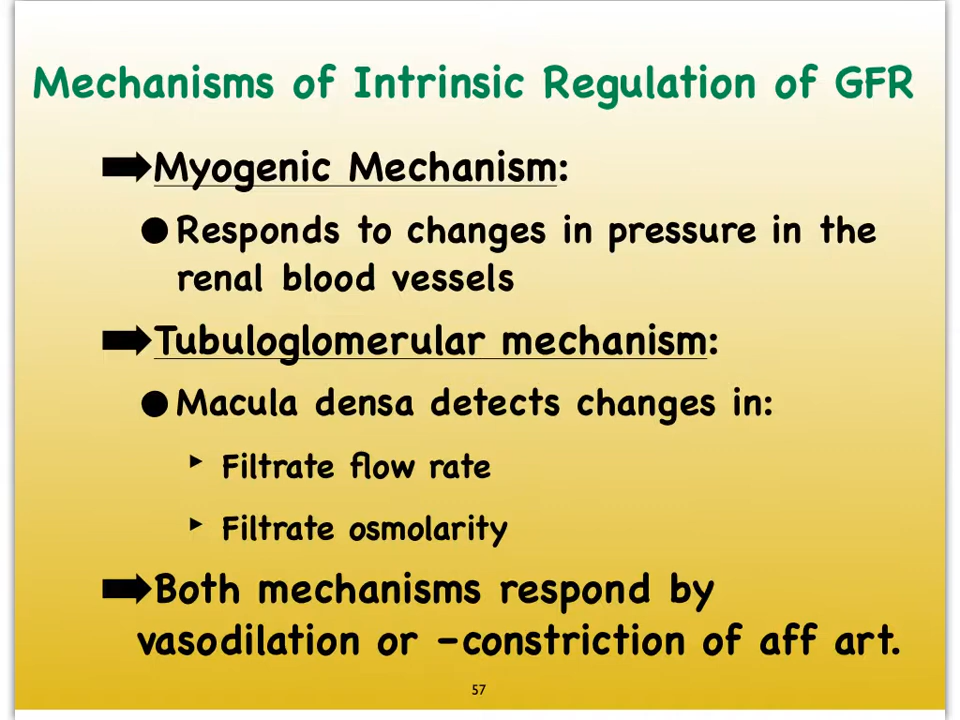 Mechanisms of Intrinsic Regulation of GFR
Myogenic Mechanism:
Responds to changes in pressure in the
renal blood vessels
Tubuloglomerular mechanism:
Macula densa detects changes in:
Filtrate flow rate
Filtrate osmolarity
Both mechanisms respond by
vasodilation or -constriction of aff art.
57